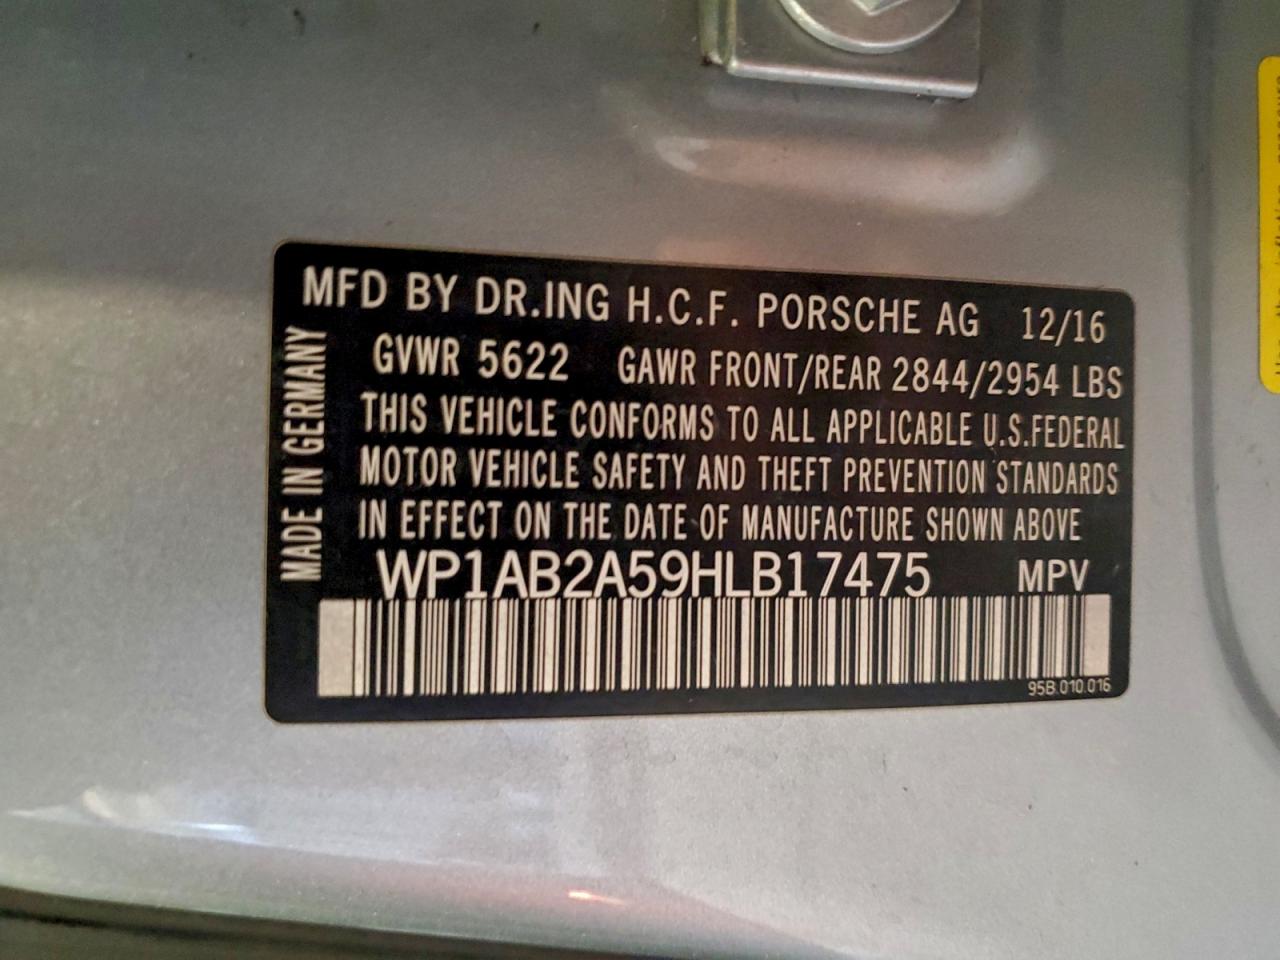 MFD BY DR.ING H.C.F. PORSCHE AG 12/16
GVWR 5622 GAWR FRONT/REAR 2844/2954 LBS
THIS VEHICLE CONFORMS TO ALL APPLICABLE U.S.FEDERAL
MOTOR VEHICLE SAFETY AND THEFT PREVENTION STANDARDS
IN EFFECT ON THE DATE OF MANUFACTURE SHOWN ABOVE
WP1AB2A59HLB17475 MPV
95B.010.016
MADE IN GERMANY